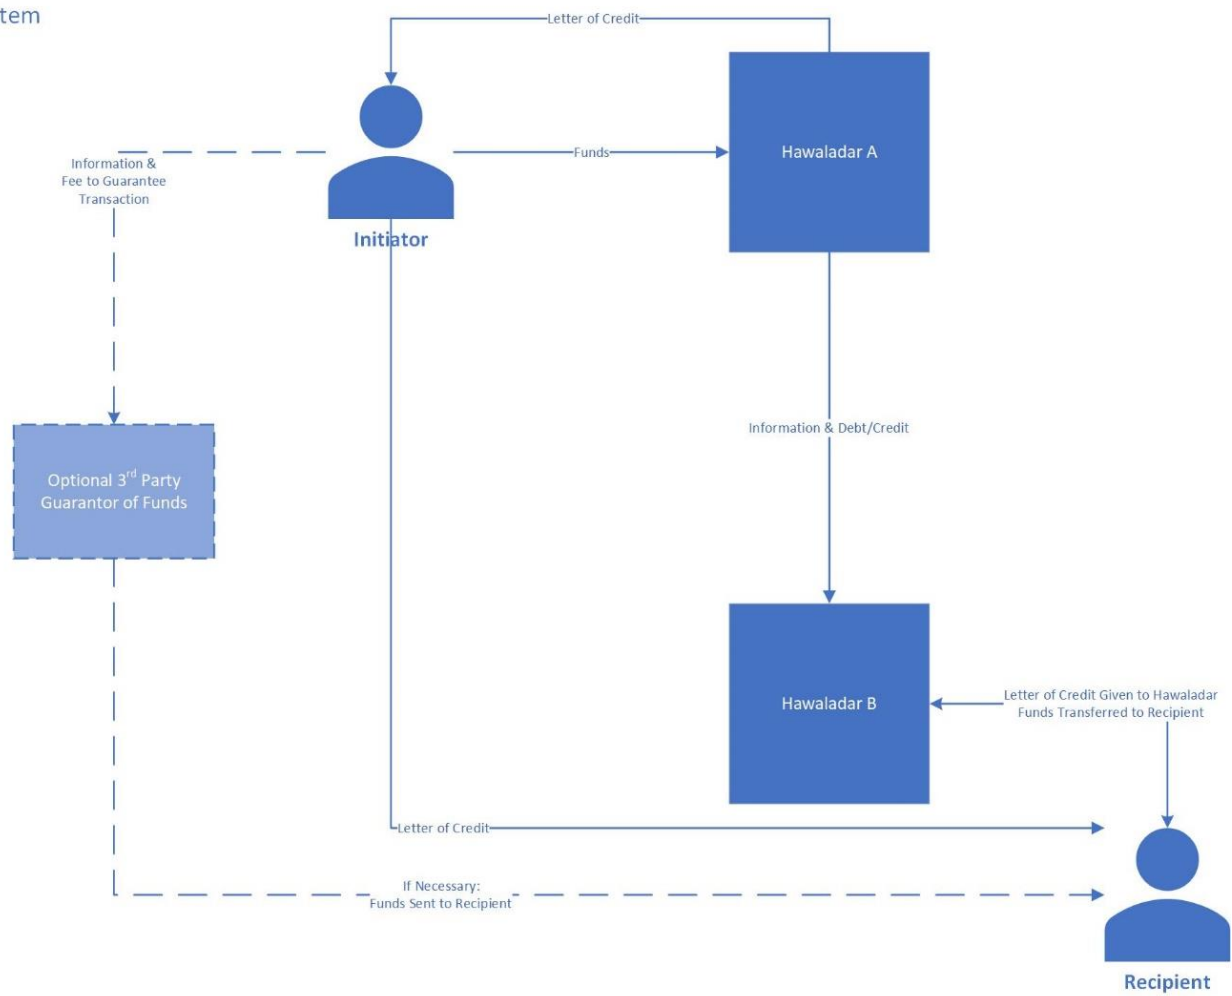 tem
Letter of Credit
Information &
Fee to Guarantee
Transaction
Funds
Hawaladar A
Initiator
Information & Debt/Credit
Optional 3rd Party
Guarantor of Funds
Hawaladar B
Letter of Credit Given to Hawaladar
Funds Transferred to Recipient
Letter of Credit
If Necessary:
Funds Sent to Recipient
Recipient